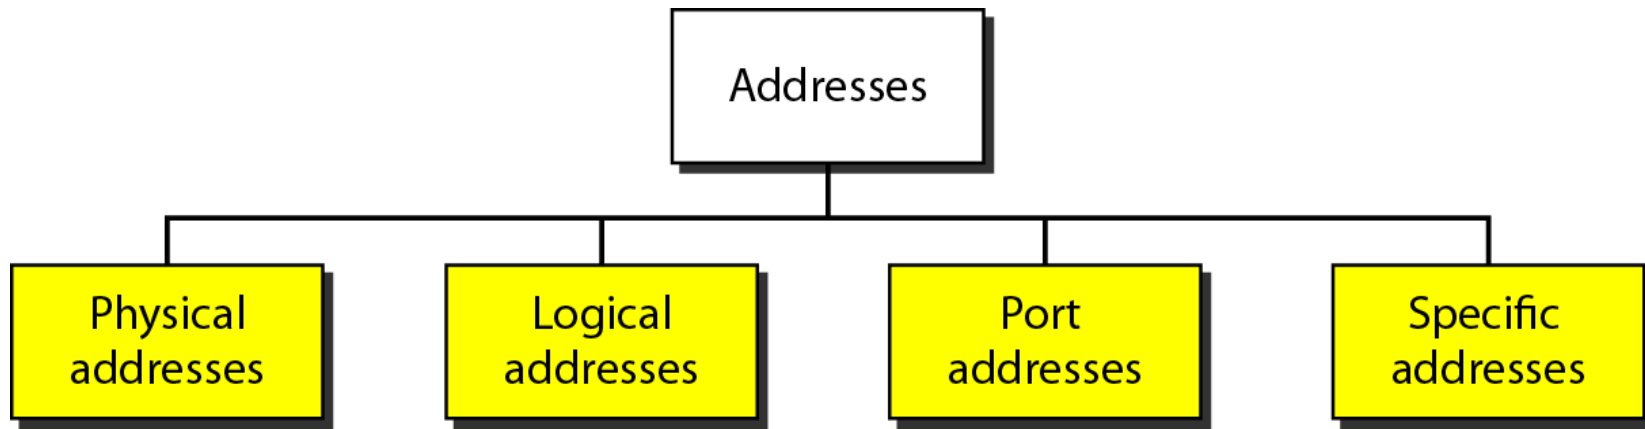 Addresses
Physical
addresses
Logical
addresses
Port
addresses
Specific
addresses